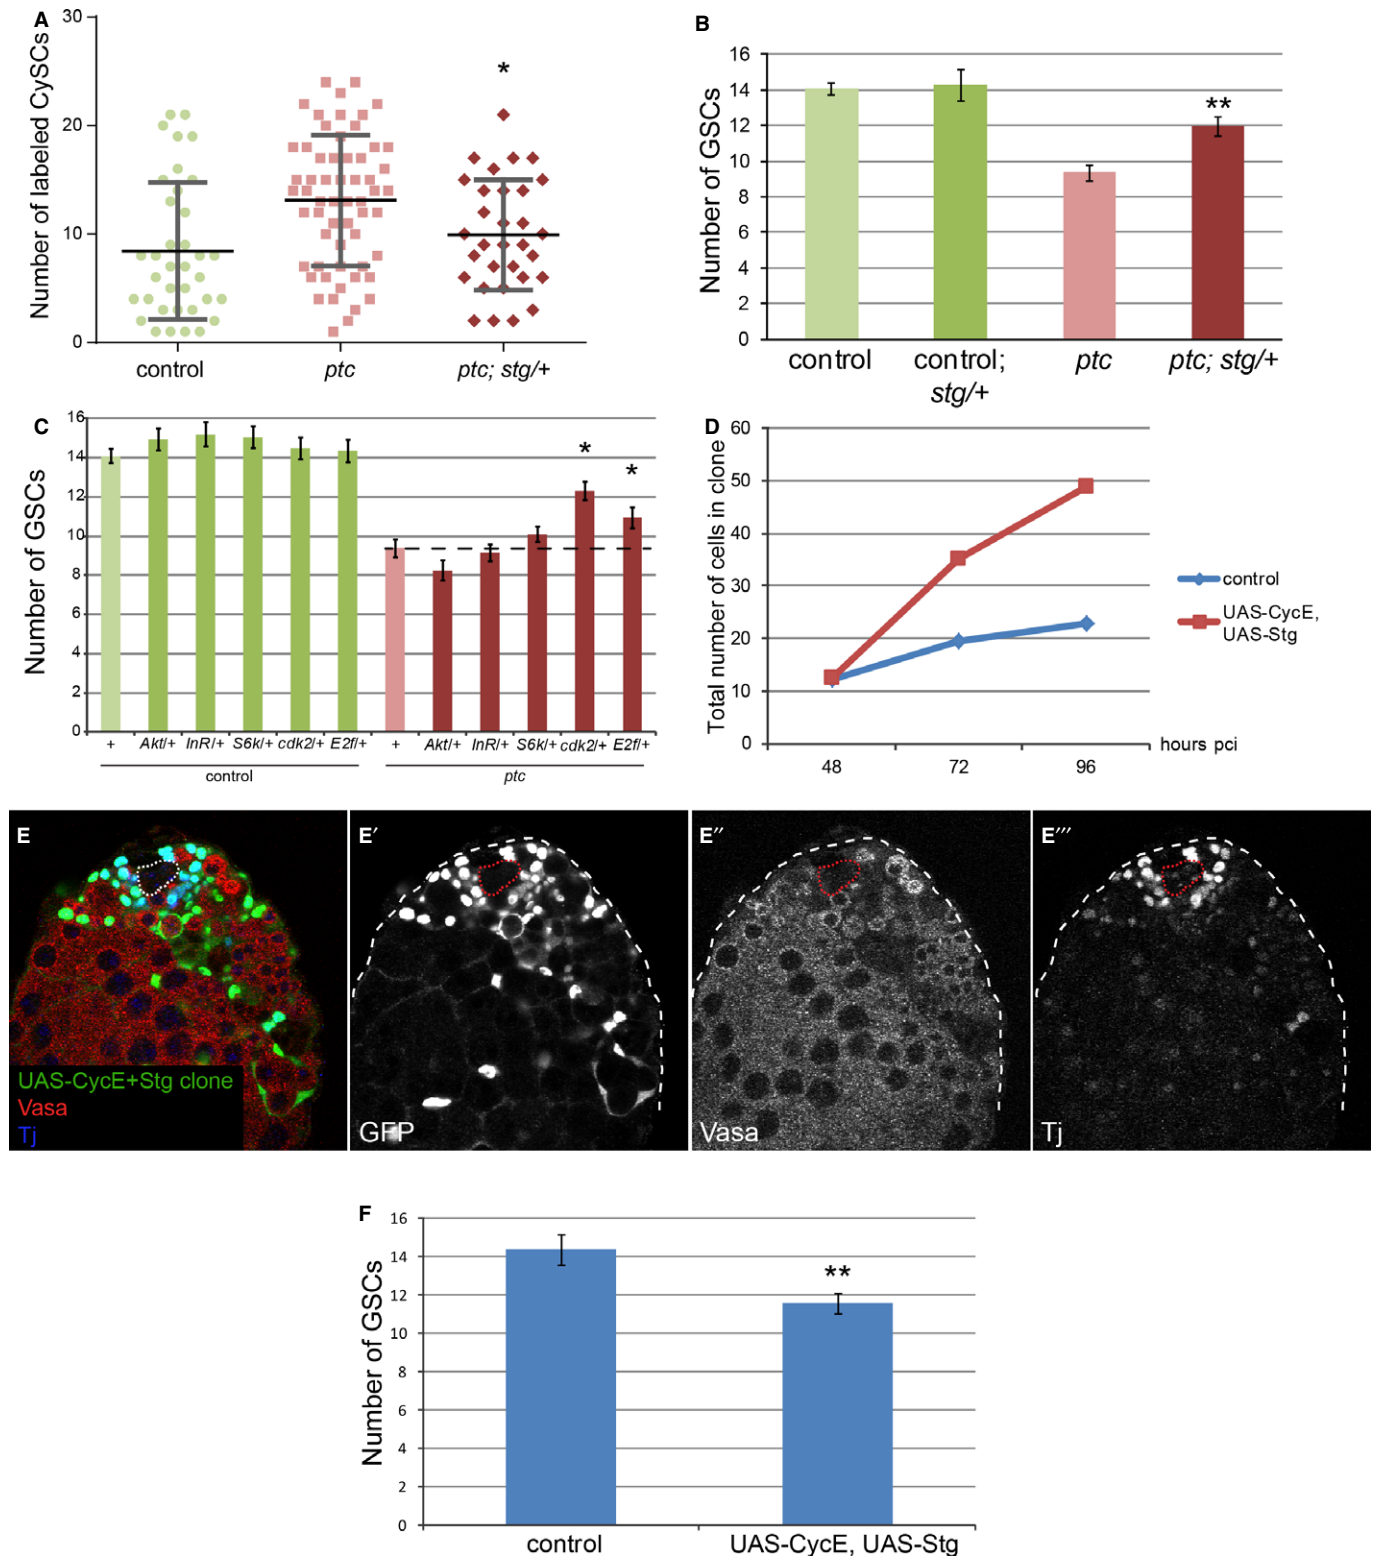 A
30
20
10
0
Number of labeled CySCs
*
control
ptc
ptc; stg/+
B
16
14
12
10
8
6
4
2
0
Number of GSCs
**
control
control;
stg/+
ptc
ptc; stg/+
C
16
14
12
10
8
6
4
2
0
Number of GSCs
*
*
+
Akt/+
InR/+
S6k/+
cdk2/+
E2f/+
+
Akt/+
InR/+
S6k/+
cdk2/+
E2f/+
control
ptc
D
60
50
40
30
20
10
0
Total number of cells in clone
48
72
96
hours pci
control
UAS-CycE,
UAS-Stg
E
UAS-CycE+Stg clone
Vasa
Tj
E′
GFP
E″
Vasa
E‴
Tj
F
16
14
12
10
8
6
4
2
0
Number of GSCs
**
control
UAS-CycE, UAS-Stg